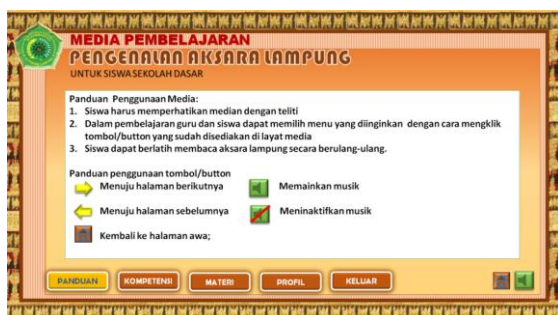 MEDIA PEMBELAJARAN
PENGENALAN AKSARA LAMPUNG
UNTUK SISWA SEKOLAH DASAR
Panduan Penggunaan Media:
1. Siswa harus memperhatikan median dengan teliti
2. Dalam pembelajaran guru dan siswa dapat memilih menu yang diinginkan dengan cara mengklik
tombol/button yang sudah disediakan di layat media
3. Siswa dapat berlatih membaca aksara lampung secara berulang-ulang.
Panduan penggunaan tombol/button
Menuju halaman berikutnya Memainkan musik
Menuju halaman sebelumnya Meninaktifkan musik
Kembali ke halaman awa;
PANDUAN KOMPETENSI MATERI PROFIL KELUAR